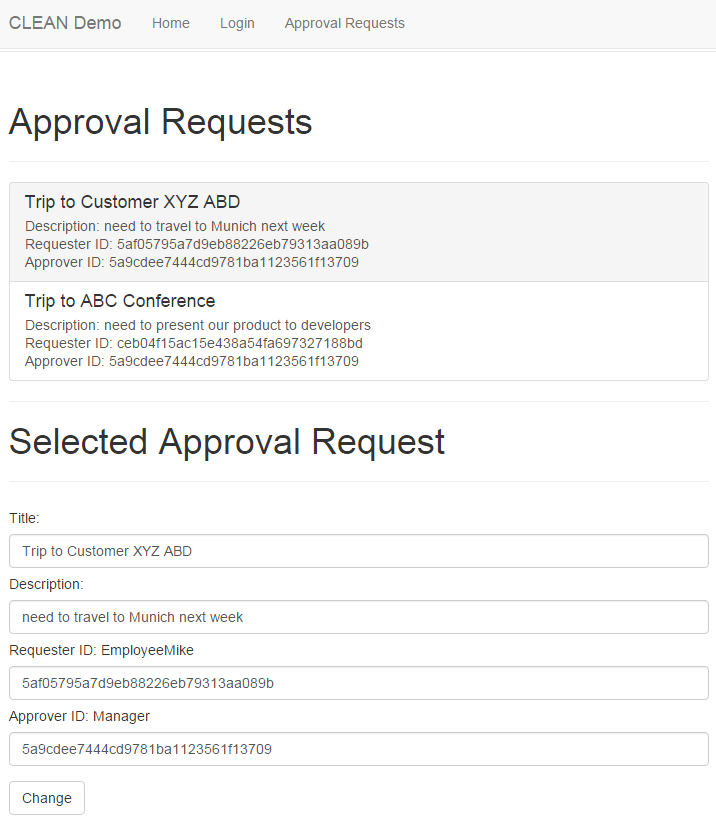 CLEAN Demo Home Login Approval Requests
Approval Requests
Trip to Customer XYZ ABD
Description: need to travel to Munich next week
Requester ID: 5af05795a7d9eb88226eb79313aa089b
Approver ID: 5a9cdee7444cd9781ba1123561f13709
Trip to ABC Conference
Description: need to present our product to developers
Requester ID: ceb04f15ac15e438a54fa697327188bd
Approver ID: 5a9cdee7444cd9781ba1123561f13709
Selected Approval Request
Title:
Trip to Customer XYZ ABD
Description:
need to travel to Munich next week
Requester ID: EmployeeMike
5af05795a7d9eb88226eb79313aa089b
Approver ID: Manager
5a9cdee7444cd9781ba1123561f13709
Change